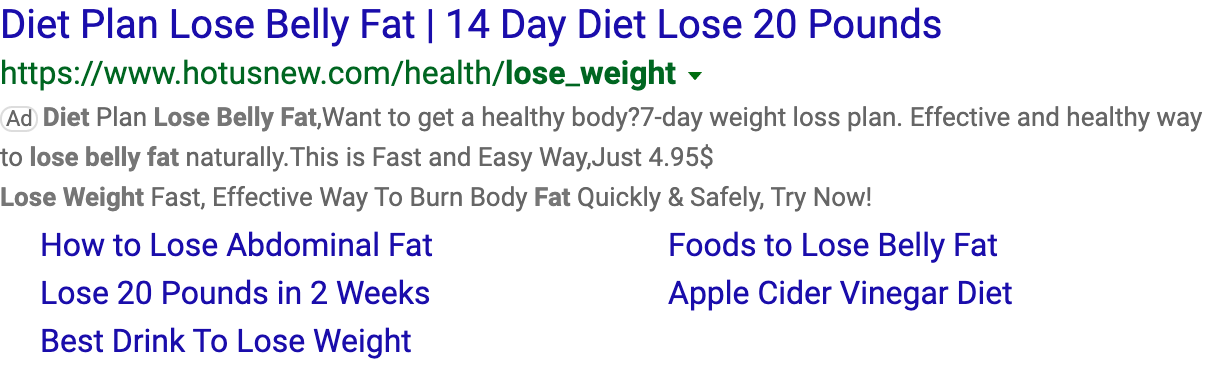 Diet Plan Lose Belly Fat | 14 Day Diet Lose 20 Pounds
https://www.hotusnew.com/health/lose_weight
Ad Diet Plan Lose Belly Fat,Want to get a healthy body?7-day weight loss plan. Effective and healthy way
to lose belly fat naturally.This is Fast and Easy Way,Just 4.95$
Lose Weight Fast, Effective Way To Burn Body Fat Quickly & Safely, Try Now!
How to Lose Abdominal Fat
Foods to Lose Belly Fat
Lose 20 Pounds in 2 Weeks
Apple Cider Vinegar Diet
Best Drink To Lose Weight